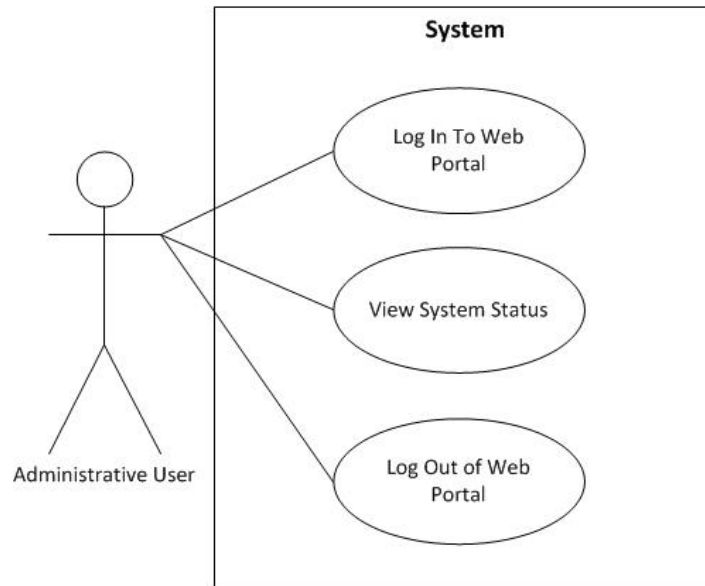 System
Log In To Web
Portal
View System Status
Log Out of Web
Portal
Administrative User